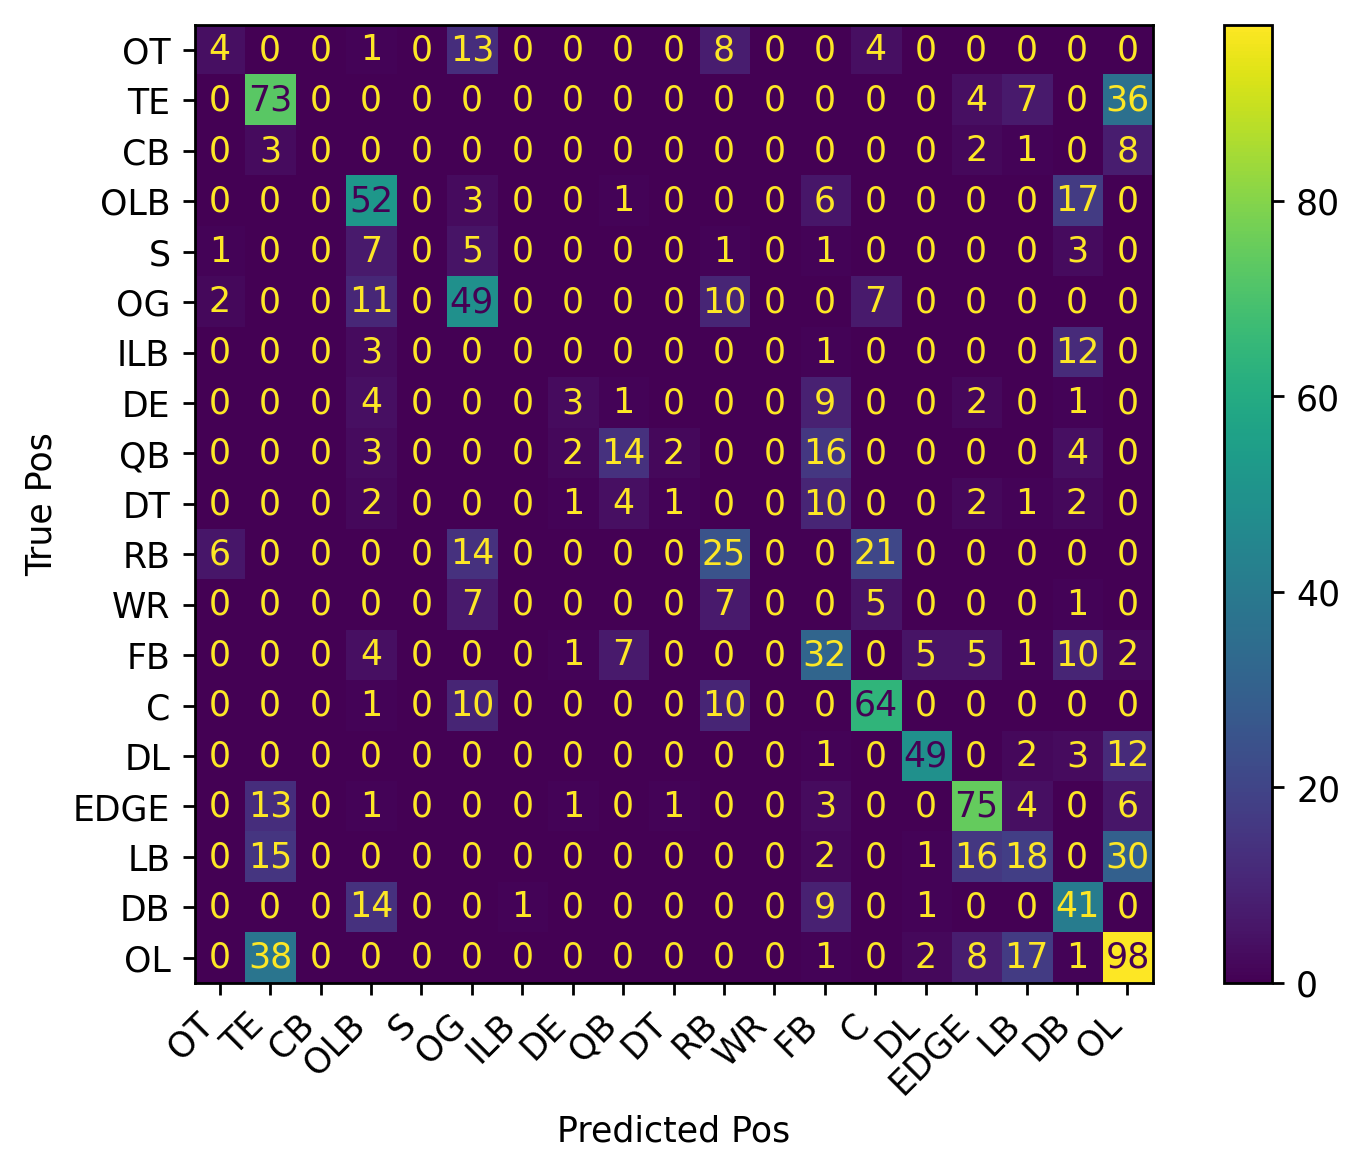 OT 4 0 0 1 0 13 0 0 0 0 8 0 0 4 0 0 0 0 0
TE 0 73 0 0 0 0 0 0 0 0 0 0 0 0 0 4 7 0 36
CB 0 3 0 0 0 0 0 0 0 0 0 0 0 0 0 2 1 0 8
OLB 0 0 0 52 0 3 0 0 1 0 0 0 6 0 0 0 0 17 0
80
S 1 0 0 7 0 5 0 0 0 0 1 0 1 0 0 0 0 3 0
OG 2 0 0 11 0 49 0 0 0 0 10 0 0 7 0 0 0 0 0
ILB 0 0 0 3 0 0 0 0 0 0 0 0 1 0 0 0 0 12 0
60
DE 0 0 0 4 0 0 0 3 1 0 0 0 9 0 0 2 0 1 0
QB 0 0 0 3 0 0 0 2 14 2 0 0 16 0 0 0 0 4 0
True Pos
DT 0 0 0 2 0 0 0 1 4 1 0 0 10 0 0 2 1 2 0
RB 6 0 0 0 0 14 0 0 0 0 25 0 0 21 0 0 0 0 0
WR 0 0 0 0 0 7 0 0 0 0 7 0 0 5 0 0 0 1 0
40
FB 0 0 0 4 0 0 0 1 7 0 0 0 32 0 5 5 1 10 2
C 0 0 0 1 0 10 0 0 0 0 10 0 0 64 0 0 0 0 0
DL 0 0 0 0 0 0 0 0 0 0 0 0 1 0 49 0 2 3 12
20
EDGE 0 13 0 1 0 0 0 1 0 1 0 0 3 0 0 75 4 0 6
LB 0 15 0 0 0 0 0 0 0 0 0 0 2 0 1 16 18 0 30
DB 0 0 0 14 0 0 1 0 0 0 0 0 9 0 1 0 0 41 0
OL 0 38 0 0 0 0 0 0 0 0 0 0 1 0 2 8 17 1 98
0
OT TE CB OLB S OG ILB DE QB DT RB WR FB C DL EDGE LB DB OL
Predicted Pos